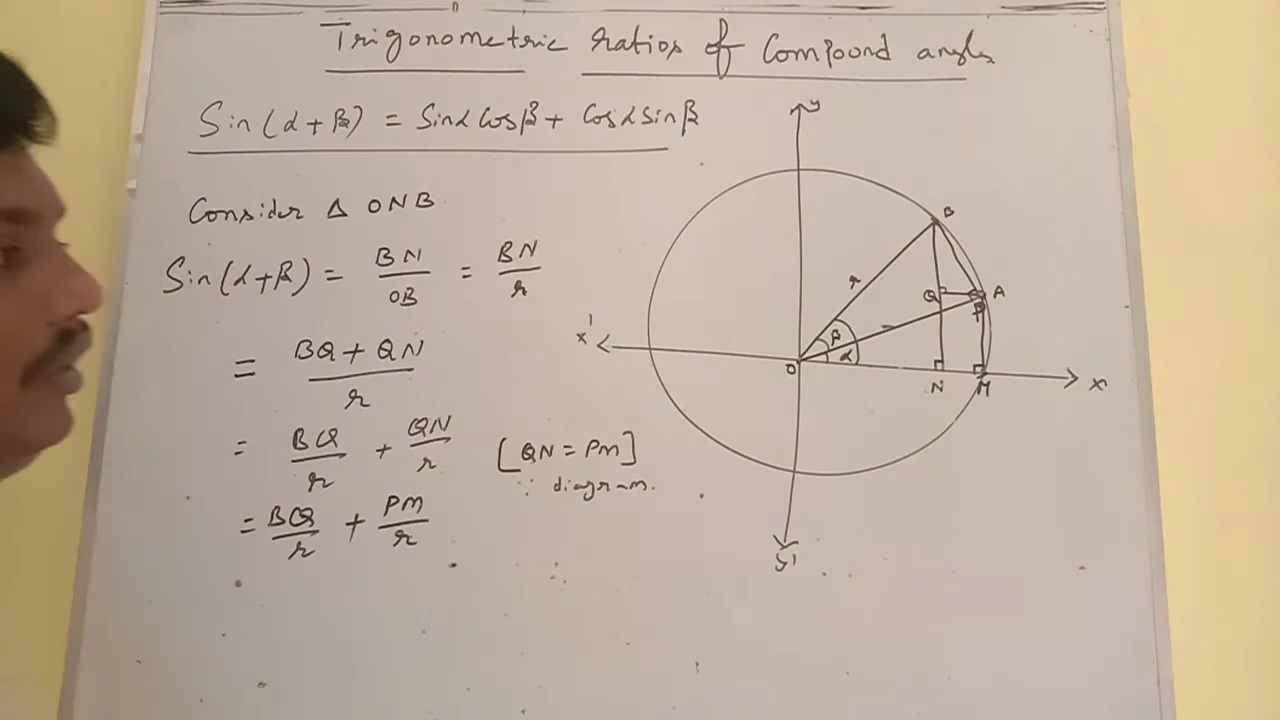 Trigonometric ratios of Compound angles
Sin(α+β) = Sinα Cosβ + Cosα Sinβ
Consider Δ ONB
Sin(α+β) = BN/OB = BN/r
= BQ + QN / r
= BQ/r + QN/r [QN = PM]
∵ diagram.
= BQ/r + PM/r
y
B
r
Q
A
P
x'
β
α
O
N
M
x
y'